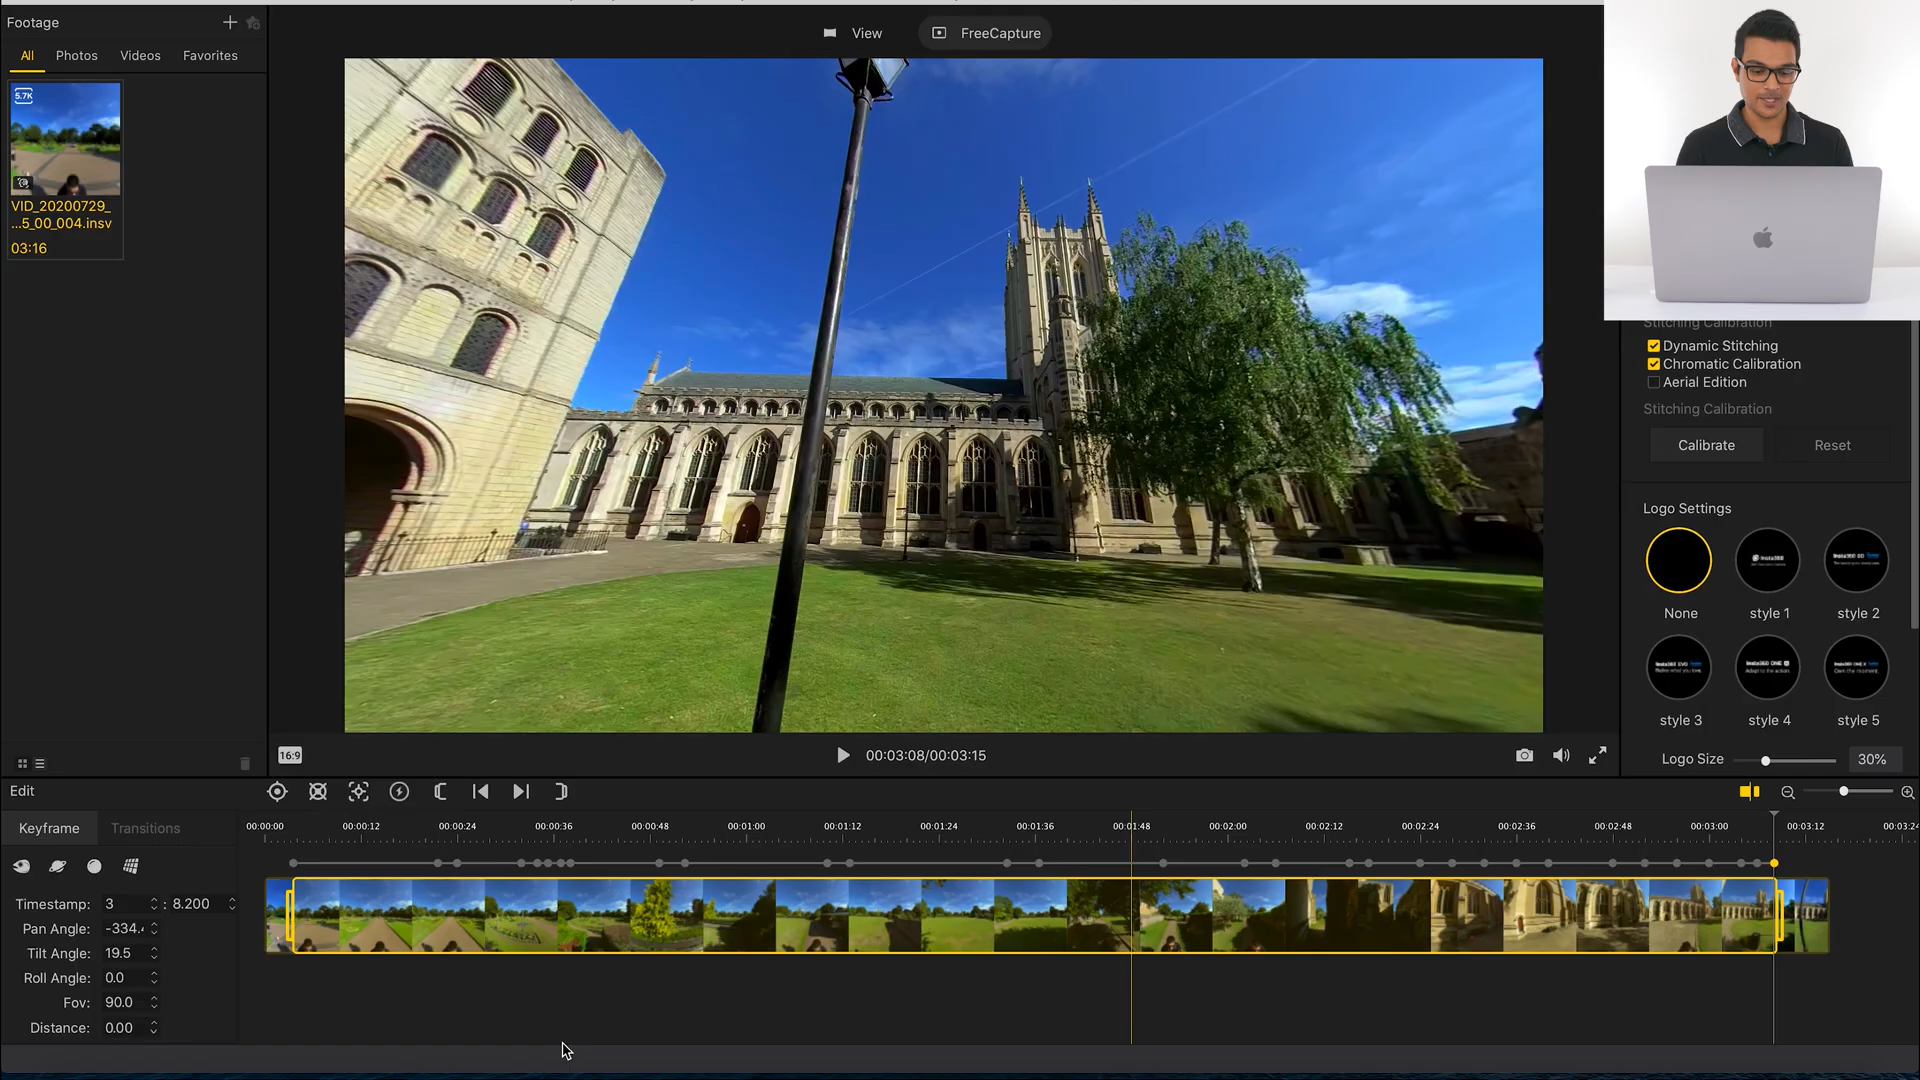 Footage
All Photos Videos Favorites
5.7K
VID_20200729_
...5_00_004.insv
03:16
View FreeCapture
Stitching Calibration
Dynamic Stitching
Chromatic Calibration
Aerial Edition
Stitching Calibration
Calibrate Reset
Logo Settings
None style 1 style 2
style 3 style 4 style 5
Logo Size 30%
16:9
00:03:08/00:03:15
Edit
Keyframe Transitions
00:00:00 00:00:12 00:00:24 00:00:36 00:00:48 00:01:00 00:01:12 00:01:24 00:01:36 00:01:48 00:02:00 00:02:12 00:02:24 00:02:36 00:02:48 00:03:00 00:03:12 00:03:24
Timestamp: 3 : 8.200
Pan Angle: -334.
Tilt Angle: 19.5
Roll Angle: 0.0
Fov: 90.0
Distance: 0.00